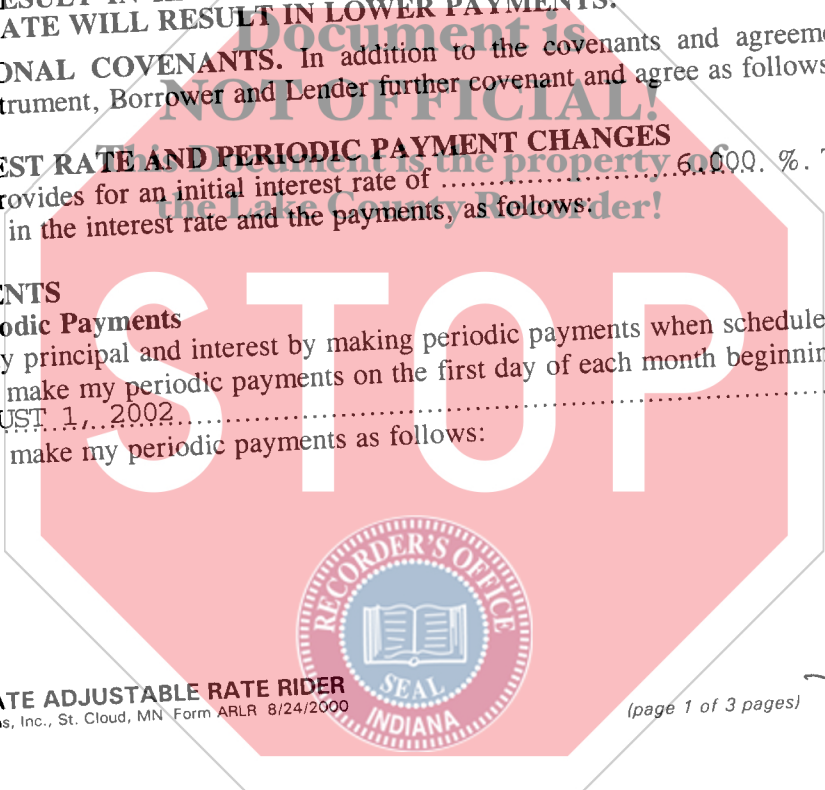 ATE WILL RESULT IN LOWER PAYMENTS.
Document is
ONAL COVENANTS. In addition to the covenants and agreeme
trument, Borrower and Lender further covenant and agree as follows
NOT OFFICIAL!
EST RATE AND PERIODIC PAYMENT CHANGES
This Document is the property of
rovides for an initial interest rate of ........................6.000. %.
the Lake County Recorder!
in the interest rate and the payments, as follows:
ENTS
odic Payments
y principal and interest by making periodic payments when schedule
make my periodic payments on the first day of each month beginnin
UST 1, 2002
make my periodic payments as follows:
STOP
RECORDER'S OFFICE
SEAL
INDIANA
ATE ADJUSTABLE RATE RIDER
s, Inc., St. Cloud, MN Form ARLR 8/24/2000
(page 1 of 3 pages)